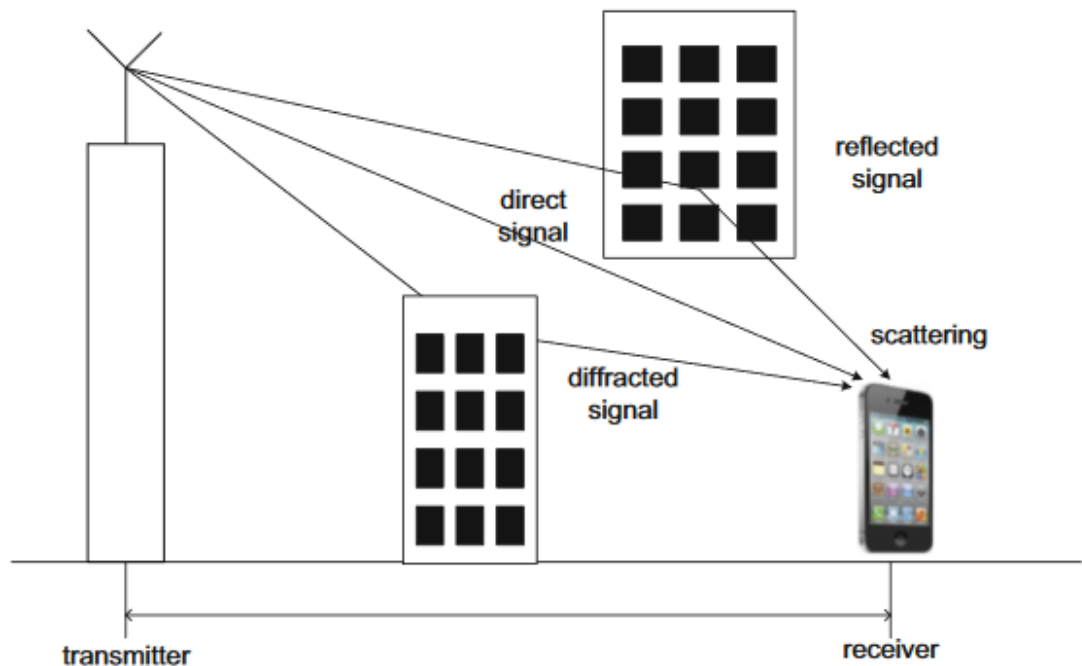 reflected
signal
direct
signal
scattering
diffracted
signal
transmitter
receiver